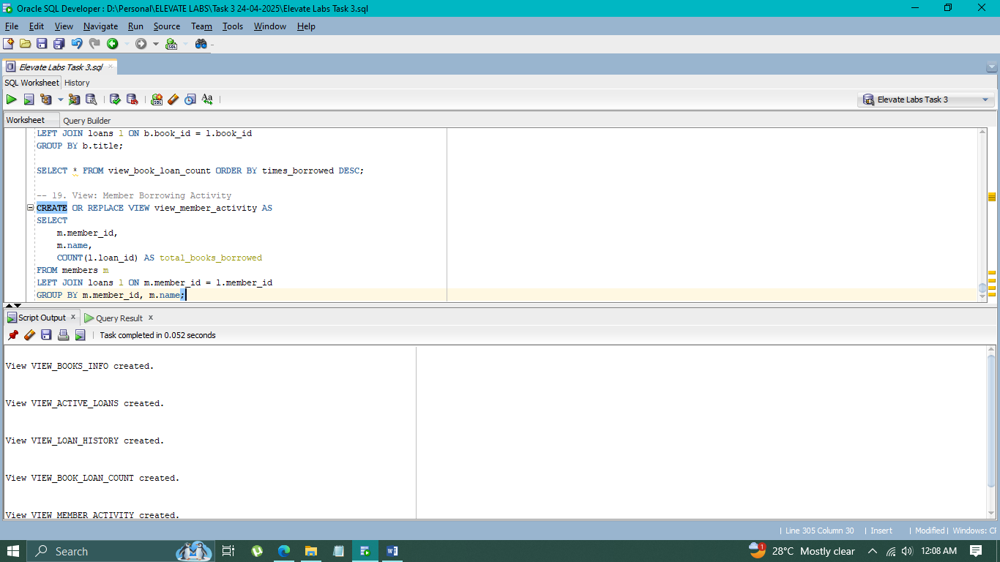 Oracle SQL Developer : D:\Personal\ELEVATE LABS\Task 3 24-04-2025\Elevate Labs Task 3.sql
File Edit View Navigate Run Source Team Tools Window Help
Elevate Labs Task 3.sql
SQL Worksheet History
Elevate Labs Task 3
Worksheet Query Builder
LEFT JOIN loans l ON b.book_id = l.book_id
GROUP BY b.title;
SELECT * FROM view_book_loan_count ORDER BY times_borrowed DESC;
-- 19. View: Member Borrowing Activity
CREATE OR REPLACE VIEW view_member_activity AS
SELECT
m.member_id,
m.name,
COUNT(l.loan_id) AS total_books_borrowed
FROM members m
LEFT JOIN loans l ON m.member_id = l.member_id
GROUP BY m.member_id, m.name;
Script Output x Query Result x
Task completed in 0.052 seconds
View VIEW_BOOKS_INFO created.
View VIEW_ACTIVE_LOANS created.
View VIEW_LOAN_HISTORY created.
View VIEW_BOOK_LOAN_COUNT created.
View VIEW_MEMBER_ACTIVITY created.
Line 305 Column 30 | Insert | Modified | Windows: CF
Search 1 28°C Mostly clear 12:08 AM